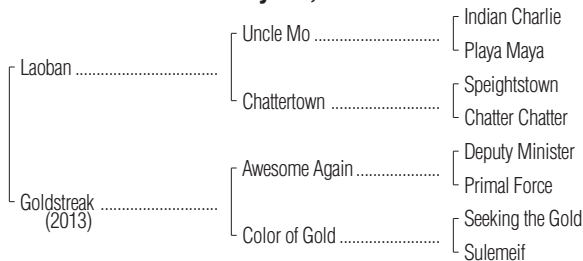 Indian Charlie
Uncle Mo ........................
Playa Maya
Laoban ...................................
Speightstown
Chattertown ....................
Chatter Chatter
Deputy Minister
Awesome Again ....................
Primal Force
Goldstreak .............................
(2013)
Seeking the Gold
Color of Gold ........................
Sulemeif